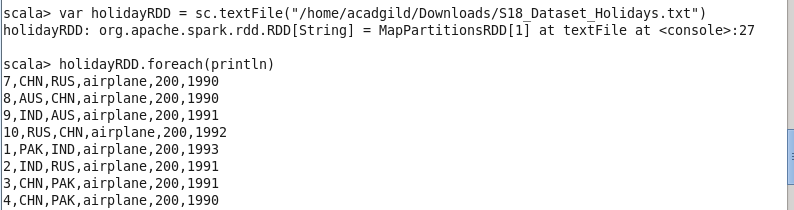 scala> var holidayRDD = sc.textFile("/home/acadgild/Downloads/S18_Dataset_Holidays.txt")
holidayRDD: org.apache.spark.rdd.RDD[String] = MapPartitionsRDD[1] at textFile at <console>:27
scala> holidayRDD.foreach(println)
7,CHN,RUS,airplane,200,1990
8,AUS,CHN,airplane,200,1990
9,IND,AUS,airplane,200,1991
10,RUS,CHN,airplane,200,1992
1,PAK,IND,airplane,200,1993
2,IND,RUS,airplane,200,1991
3,CHN,PAK,airplane,200,1991
4,CHN,PAK,airplane,200,1990